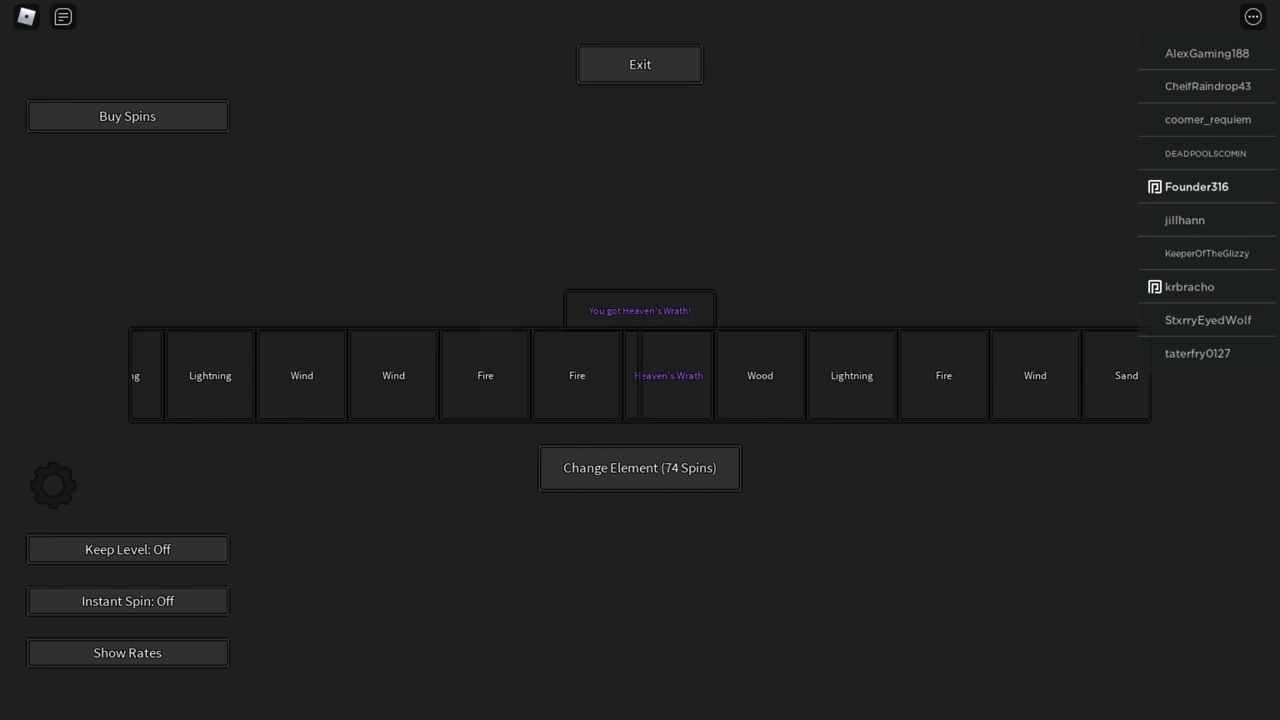 Exit
AlexGaming188
CheifRaindrop43
Buy Spins
coomer_requiem
DEADPOOLSCOMIN
Founder316
jillhann
KeeperOfTheGlizzy
krbracho
You got Heaven's Wrath!
StxrryEyedWolf
taterfry0127
ng Lightning Wind Wind Fire Fire Heaven's Wrath Wood Lightning Fire Wind Sand
Change Element (74 Spins)
Keep Level: Off
Instant Spin: Off
Show Rates